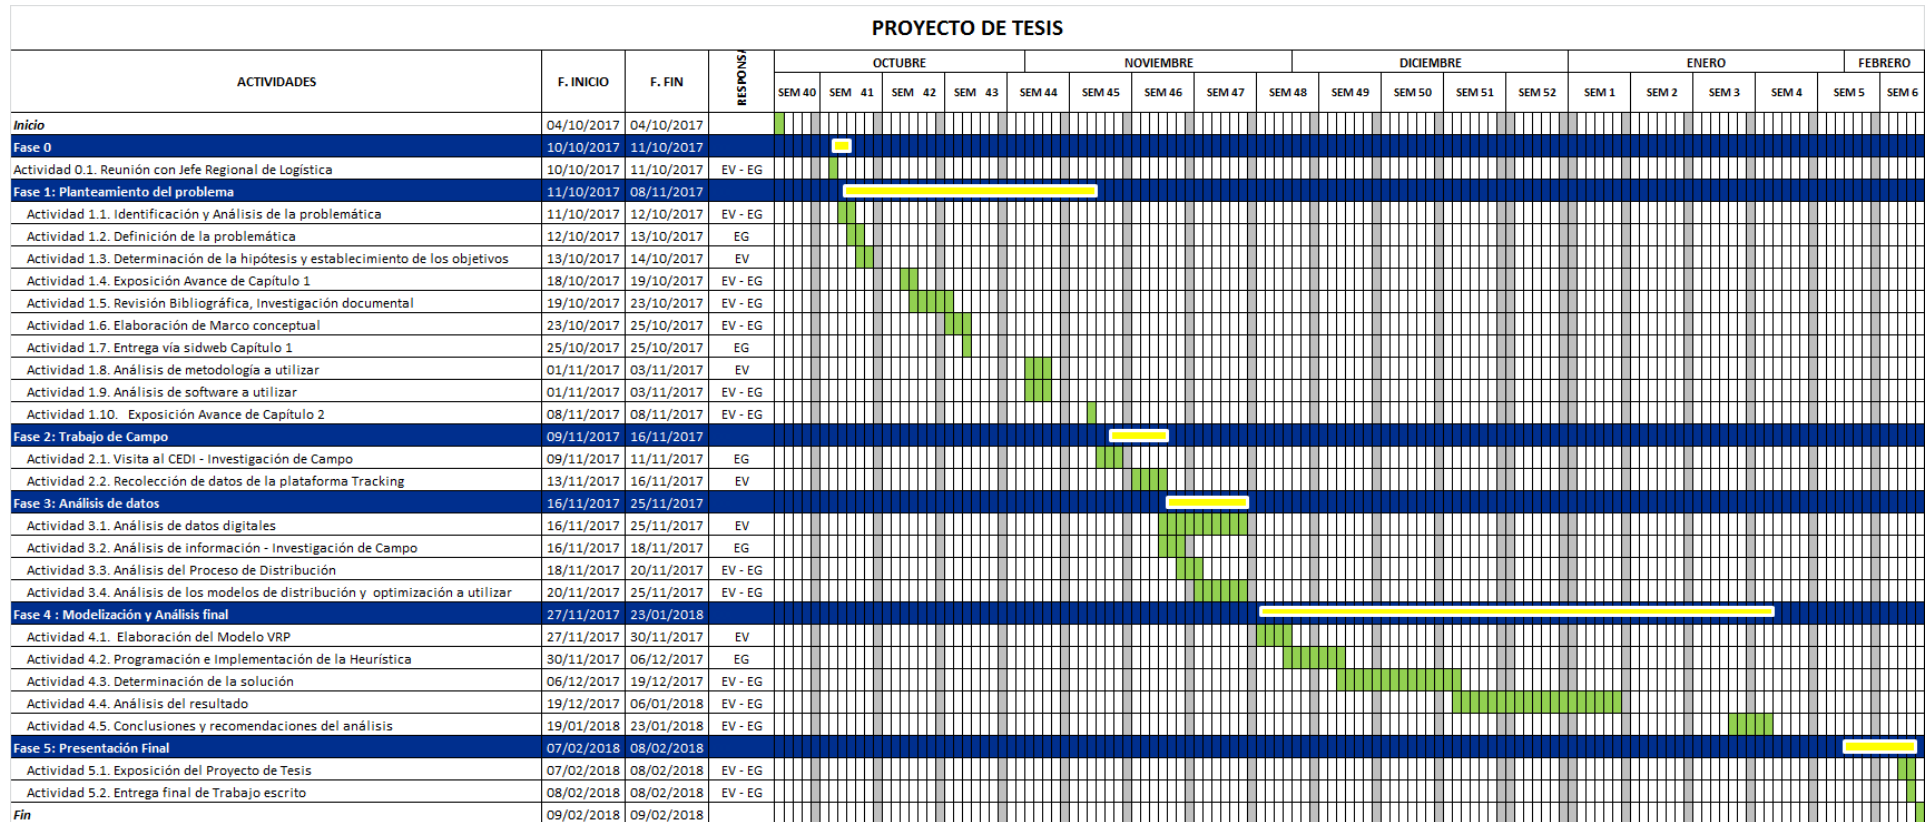 PROYECTO DE TESIS
ACTIVIDADES F. INICIO F. FIN RESPONSA OCTUBRE NOVIEMBRE DICIEMBRE ENERO FEBRERO
SEM 40 SEM 41 SEM 42 SEM 43 SEM 44 SEM 45 SEM 46 SEM 47 SEM 48 SEM 49 SEM 50 SEM 51 SEM 52 SEM 1 SEM 2 SEM 3 SEM 4 SEM 5 SEM 6
Inicio 04/10/2017 04/10/2017
Fase 0 10/10/2017 11/10/2017
Actividad 0.1. Reunión con Jefe Regional de Logística 10/10/2017 11/10/2017 EV - EG
Fase 1: Planteamiento del problema 11/10/2017 08/11/2017
Actividad 1.1. Identificación y Análisis de la problemática 11/10/2017 12/10/2017 EV - EG
Actividad 1.2. Definición de la problemática 12/10/2017 13/10/2017 EG
Actividad 1.3. Determinación de la hipótesis y establecimiento de los objetivos 13/10/2017 14/10/2017 EV
Actividad 1.4. Exposición Avance de Capítulo 1 18/10/2017 19/10/2017 EV - EG
Actividad 1.5. Revisión Bibliográfica, Investigación documental 19/10/2017 23/10/2017 EV - EG
Actividad 1.6. Elaboración de Marco conceptual 23/10/2017 25/10/2017 EV - EG
Actividad 1.7. Entrega vía sidweb Capítulo 1 25/10/2017 25/10/2017 EG
Actividad 1.8. Análisis de metodología a utilizar 01/11/2017 03/11/2017 EV
Actividad 1.9. Análisis de software a utilizar 01/11/2017 03/11/2017 EV - EG
Actividad 1.10. Exposición Avance de Capítulo 2 08/11/2017 08/11/2017 EV - EG
Fase 2: Trabajo de Campo 09/11/2017 16/11/2017
Actividad 2.1. Visita al CEDI - Investigación de Campo 09/11/2017 11/11/2017 EG
Actividad 2.2. Recolección de datos de la plataforma Tracking 13/11/2017 16/11/2017 EV
Fase 3: Análisis de datos 16/11/2017 25/11/2017
Actividad 3.1. Análisis de datos digitales 16/11/2017 25/11/2017 EV
Actividad 3.2. Análisis de información - Investigación de Campo 16/11/2017 18/11/2017 EG
Actividad 3.3. Análisis del Proceso de Distribución 18/11/2017 20/11/2017 EV - EG
Actividad 3.4. Análisis de los modelos de distribución y optimización a utilizar 20/11/2017 25/11/2017 EV - EG
Fase 4 : Modelización y Análisis final 27/11/2017 23/01/2018
Actividad 4.1. Elaboración del Modelo VRP 27/11/2017 30/11/2017 EV
Actividad 4.2. Programación e Implementación de la Heurística 30/11/2017 06/12/2017 EG
Actividad 4.3. Determinación de la solución 06/12/2017 19/12/2017 EV - EG
Actividad 4.4. Análisis del resultado 19/12/2017 06/01/2018 EV - EG
Actividad 4.5. Conclusiones y recomendaciones del análisis 19/01/2018 23/01/2018 EV - EG
Fase 5: Presentación Final 07/02/2018 08/02/2018
Actividad 5.1. Exposición del Proyecto de Tesis 07/02/2018 08/02/2018 EV - EG
Actividad 5.2. Entrega final de Trabajo escrito 08/02/2018 08/02/2018 EV - EG
Fin 09/02/2018 09/02/2018